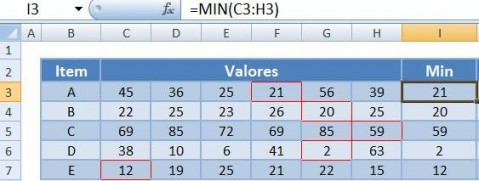 I3 fx =MIN(C3:H3)
A B C D E F G H I
1
2 Item Valores Min
3 A 45 36 25 21 56 39 21
4 B 22 25 23 26 20 25 20
5 C 69 85 72 69 85 59 59
6 D 38 10 6 41 2 63 2
7 E 12 19 25 21 22 15 12